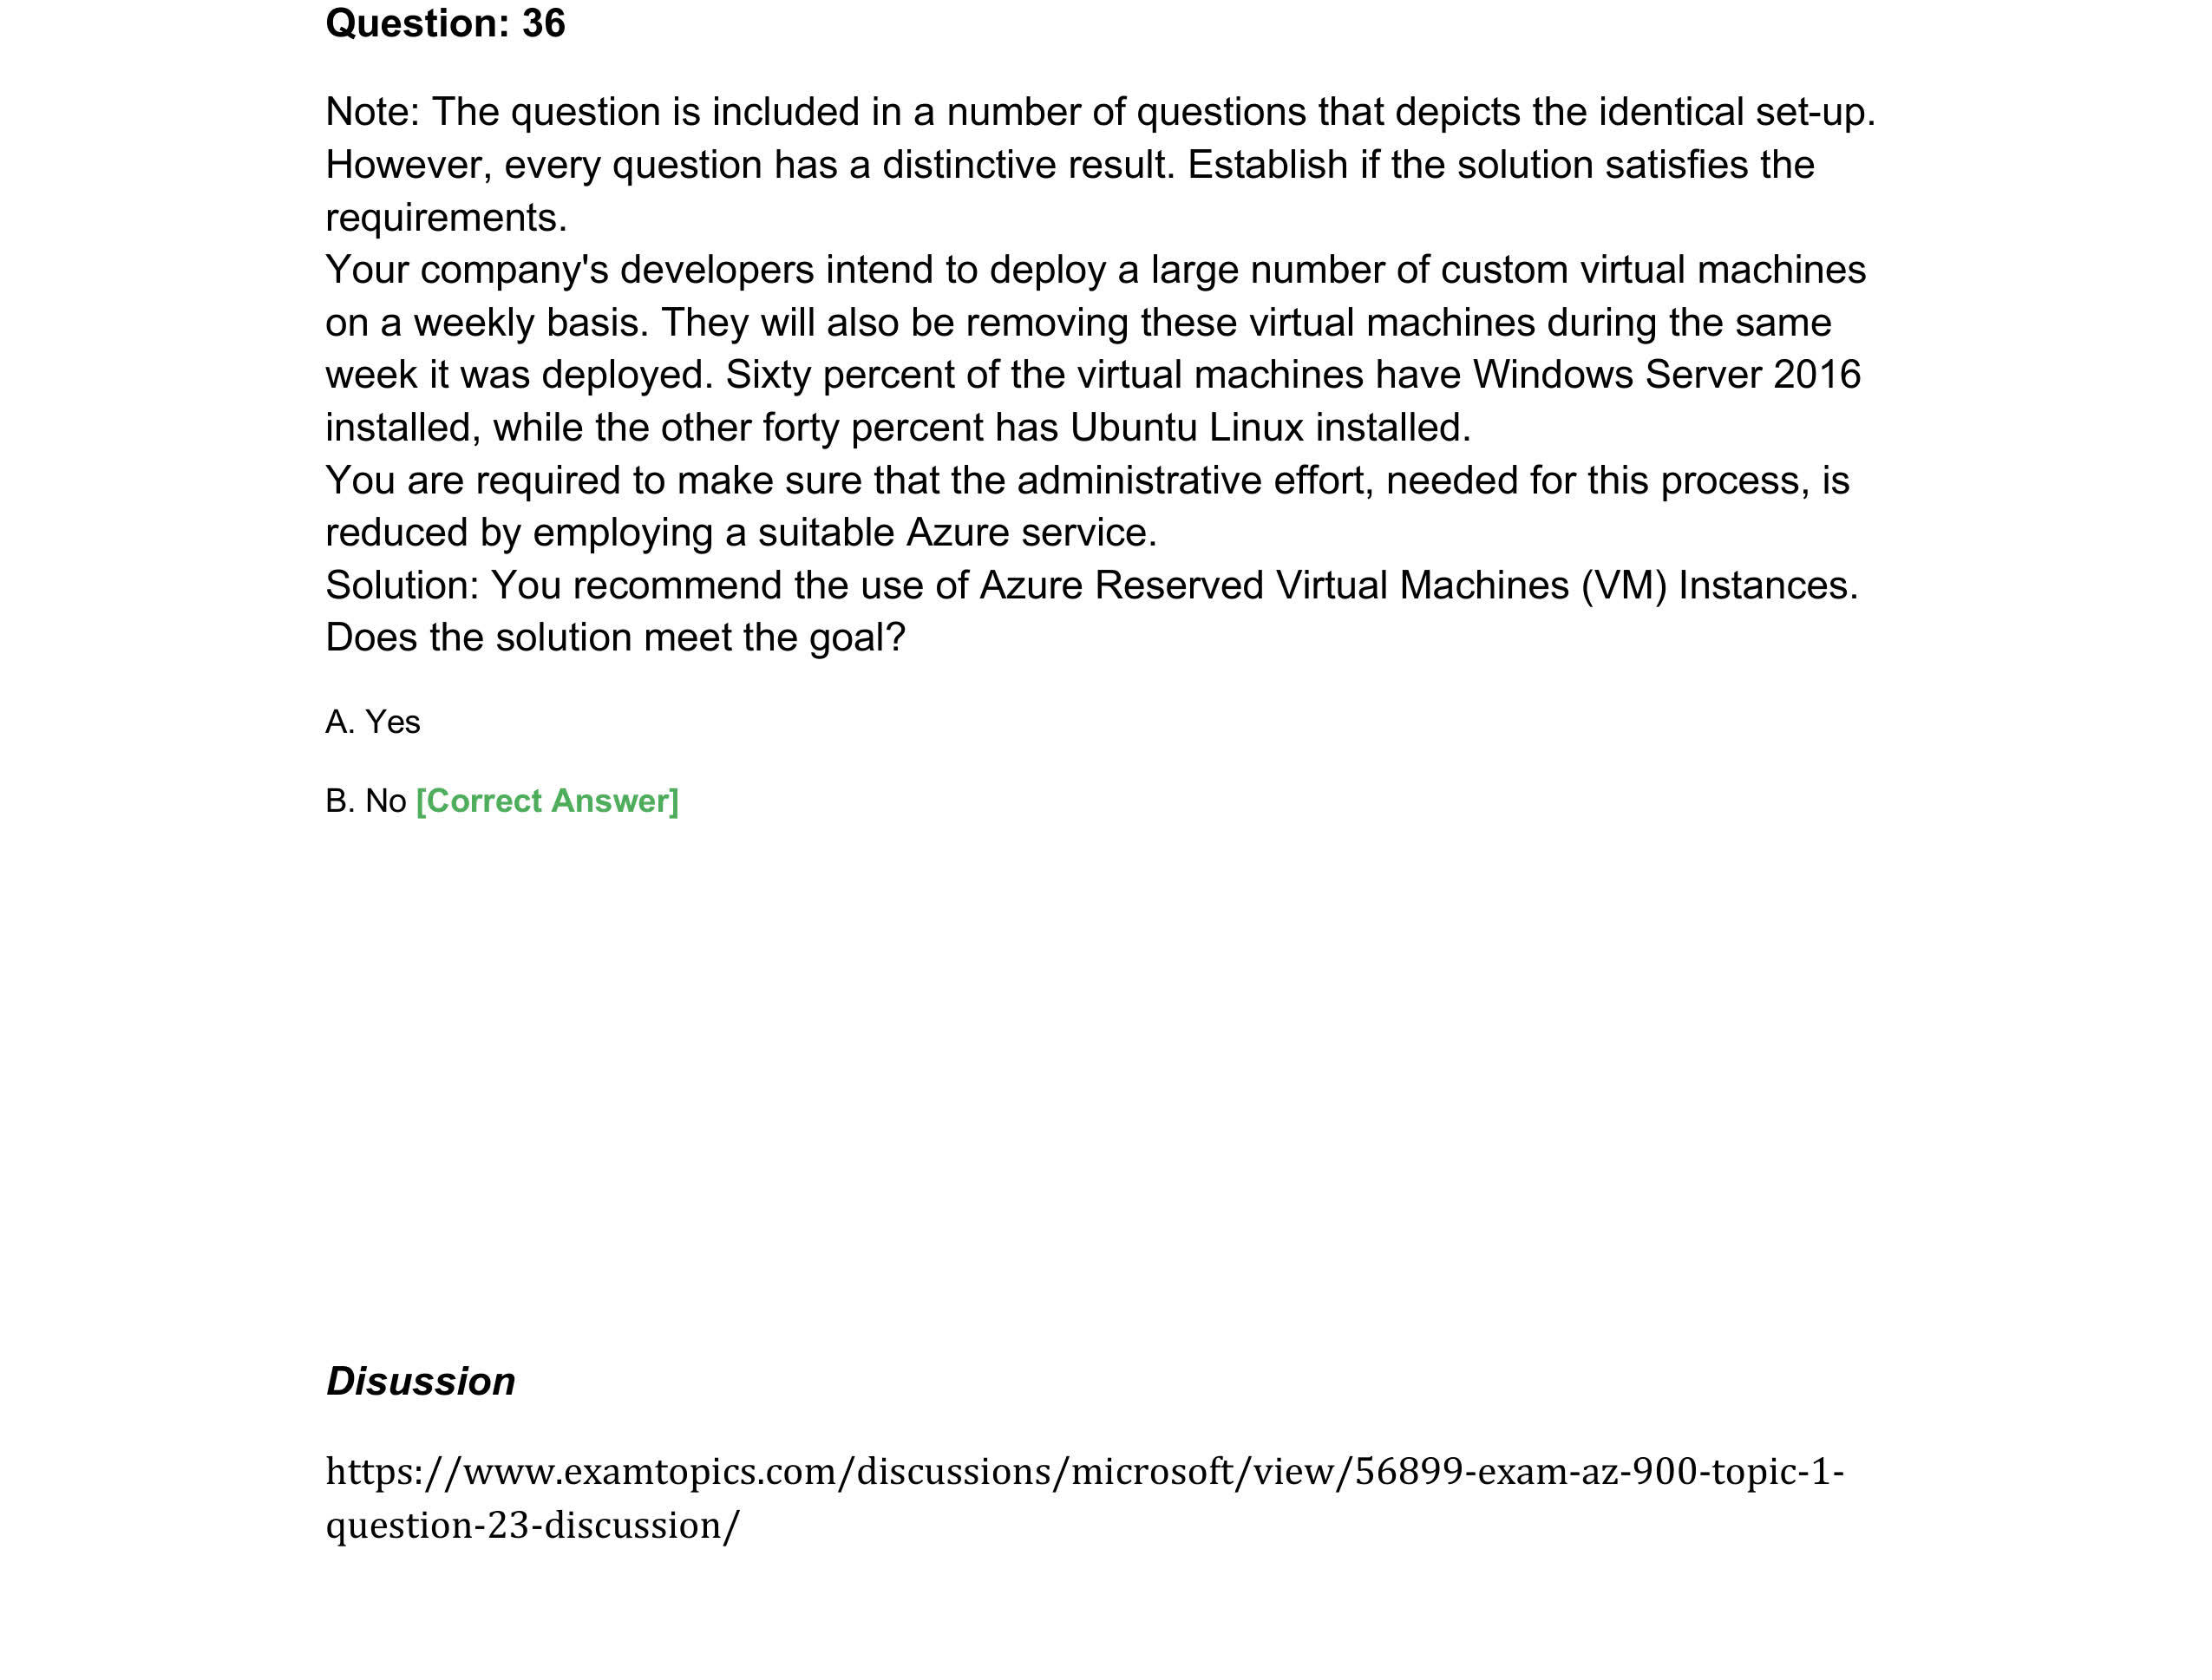 Question: 36
Note: The question is included in a number of questions that depicts the identical set-up.
However, every question has a distinctive result. Establish if the solution satisfies the
requirements.
Your company's developers intend to deploy a large number of custom virtual machines
on a weekly basis. They will also be removing these virtual machines during the same
week it was deployed. Sixty percent of the virtual machines have Windows Server 2016
installed, while the other forty percent has Ubuntu Linux installed.
You are required to make sure that the administrative effort, needed for this process, is
reduced by employing a suitable Azure service.
Solution: You recommend the use of Azure Reserved Virtual Machines (VM) Instances.
Does the solution meet the goal?
A. Yes
B. No [Correct Answer]
Disussion
https://www.examtopics.com/discussions/microsoft/view/56899-exam-az-900-topic-1-
question-23-discussion/